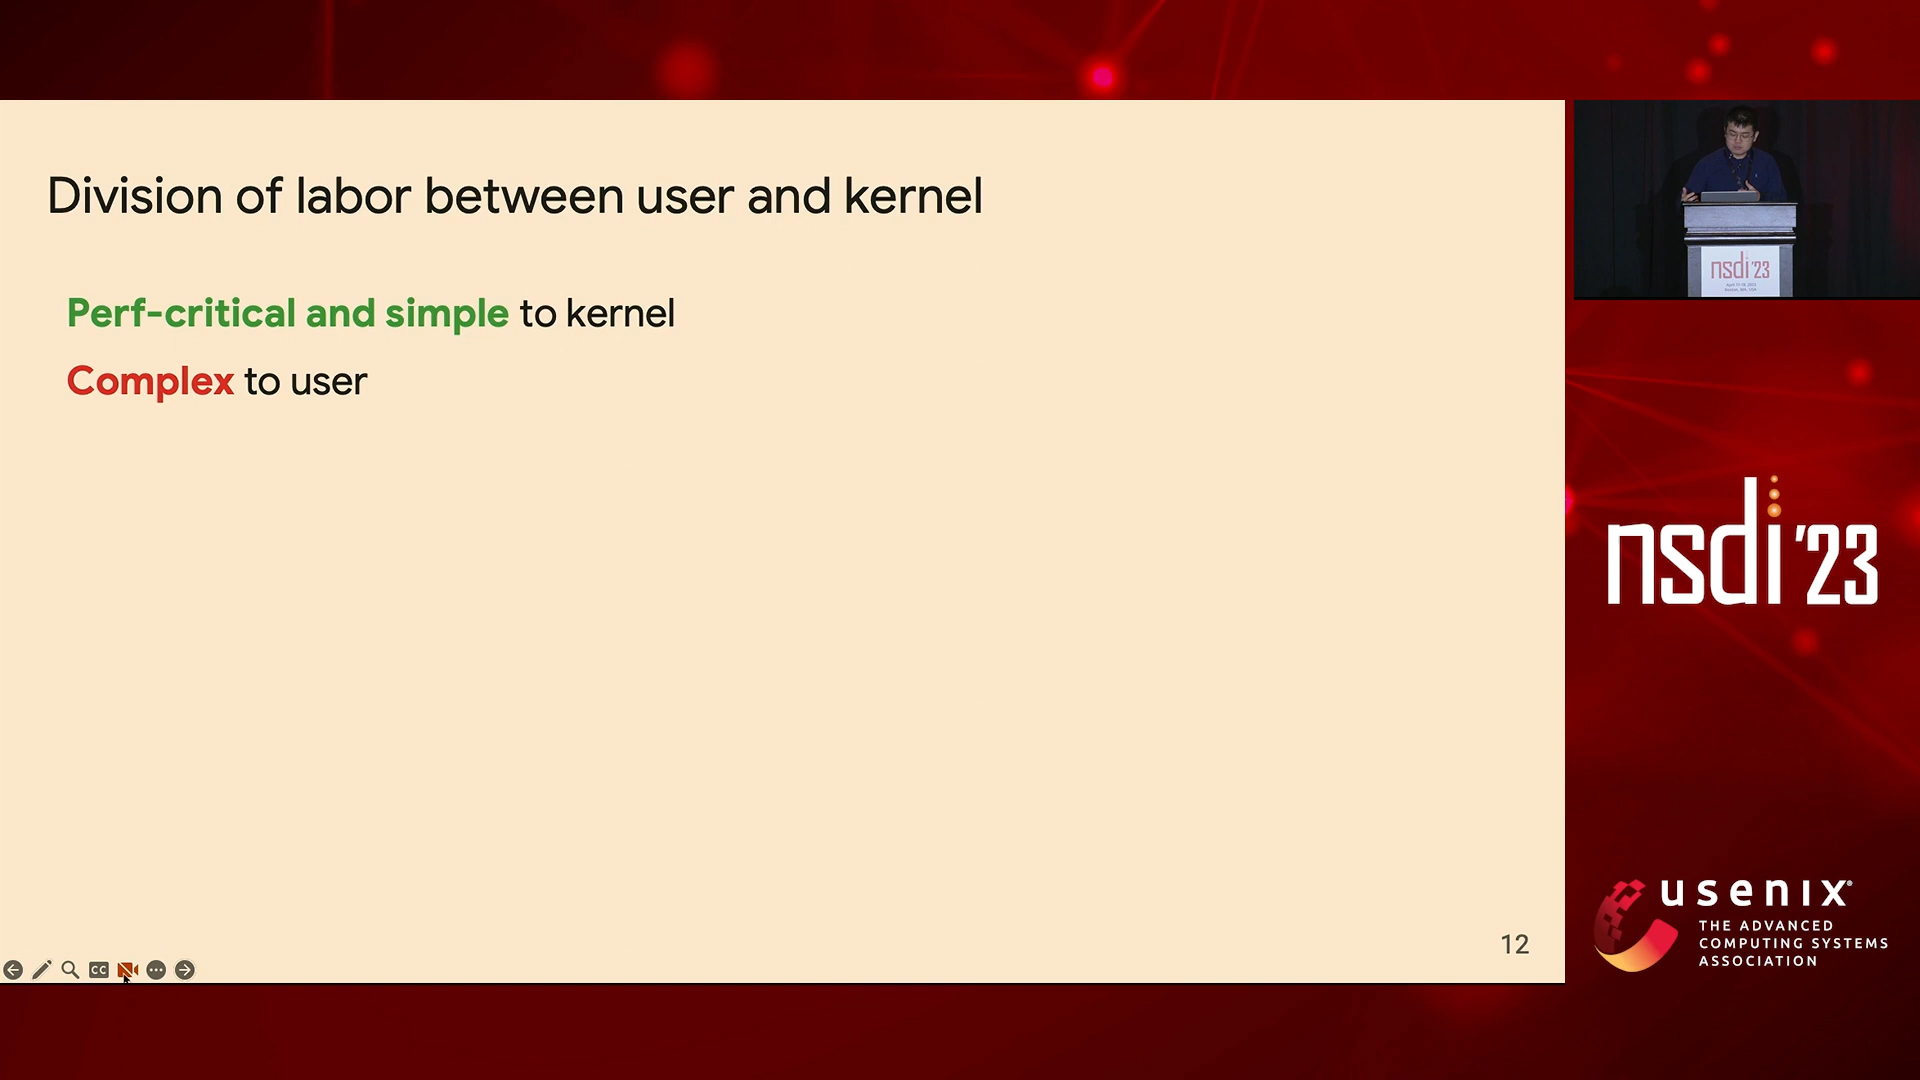 Division of labor between user and kernel
Perf-critical and simple to kernel
Complex to user
12
CC
nsdi '23
nsdi '23
usenix®
THE ADVANCED
COMPUTING SYSTEMS
ASSOCIATION